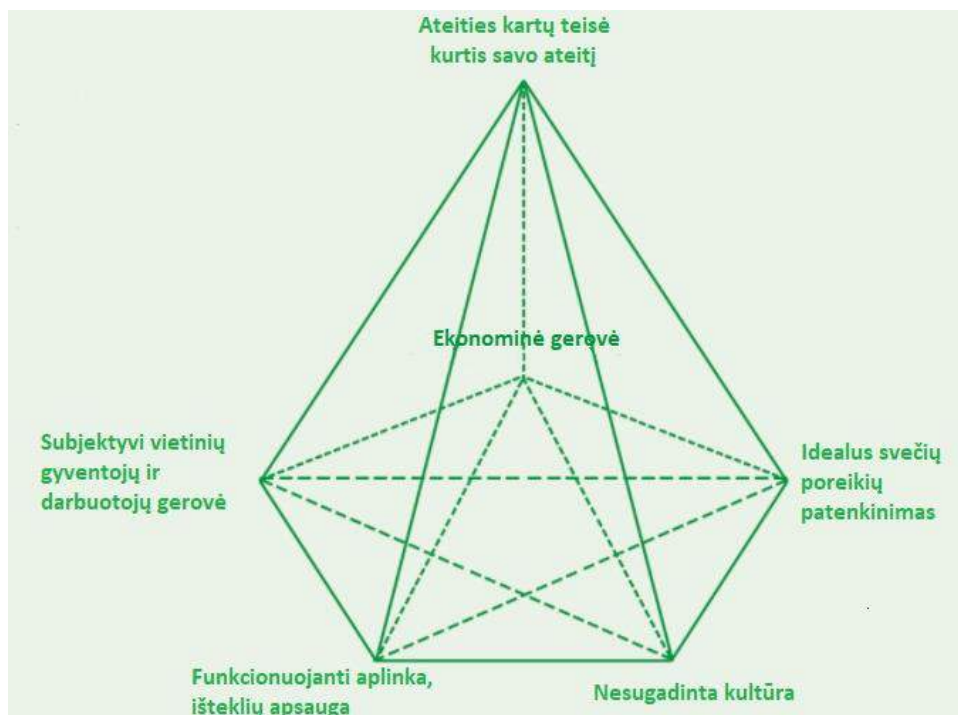 Ateities kartų teisė
kurtis savo ateitį
Ekonominė gerovė
Subjektyvi vietinių
gyventojų ir
darbuotojų gerovė
Idealus svečių
poreikių
patenkinimas
Funkcionuojanti aplinka,
išteklių apsauga
Nesugadinta kultūra